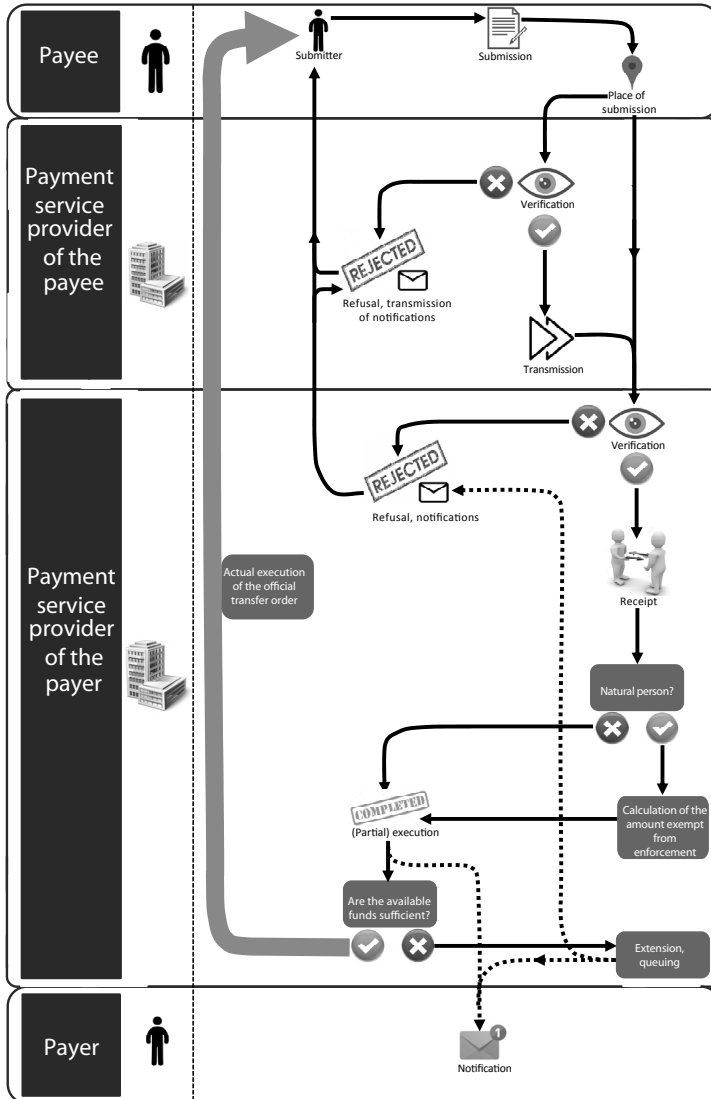 Payee
Submitter
Submission
Place of
submission
Payment
service
provider
of the
payee
Verification
REJECTED
Refusal, transmission
of notifications
Transmission
Verification
REJECTED
Refusal, notifications
Payment
service
provider
of the
payer
Actual execution
of the official
transfer order
Receipt
Natural person?
COMPLETED
(Partial) execution
Calculation of the
amount exempt
from
enforcement
Are the available
funds sufficient?
Extension,
queuing
Payer
1
Notification